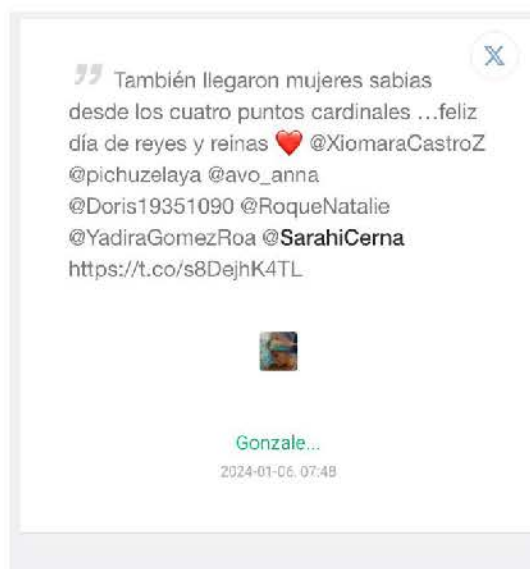 También llegaron mujeres sabias
desde los cuatro puntos cardinales ...feliz
día de reyes y reinas ❤️ @XiomaraCastroZ
@pichuzelaya @avo_anna
@Doris19351090 @RoqueNatalie
@YadiraGomezRoa @SarahiCerna
https://t.co/s8DejhK4TL
Gonzale...
2024-01-06, 07:48